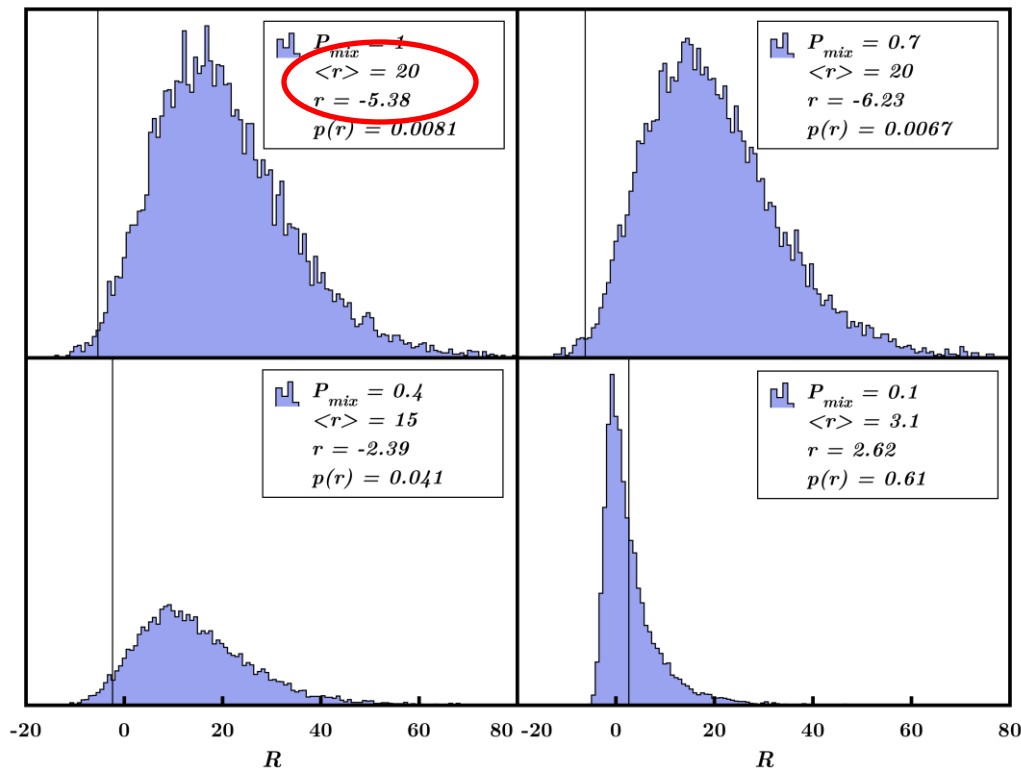 P_mix = 1
<r> = 20
r = -5.38
p(r) = 0.0081
P_mix = 0.7
<r> = 20
r = -6.23
p(r) = 0.0067
P_mix = 0.4
<r> = 15
r = -2.39
p(r) = 0.041
P_mix = 0.1
<r> = 3.1
r = 2.62
p(r) = 0.61
-20 0 20 40 60 -20 0 20 40 60 80
R R